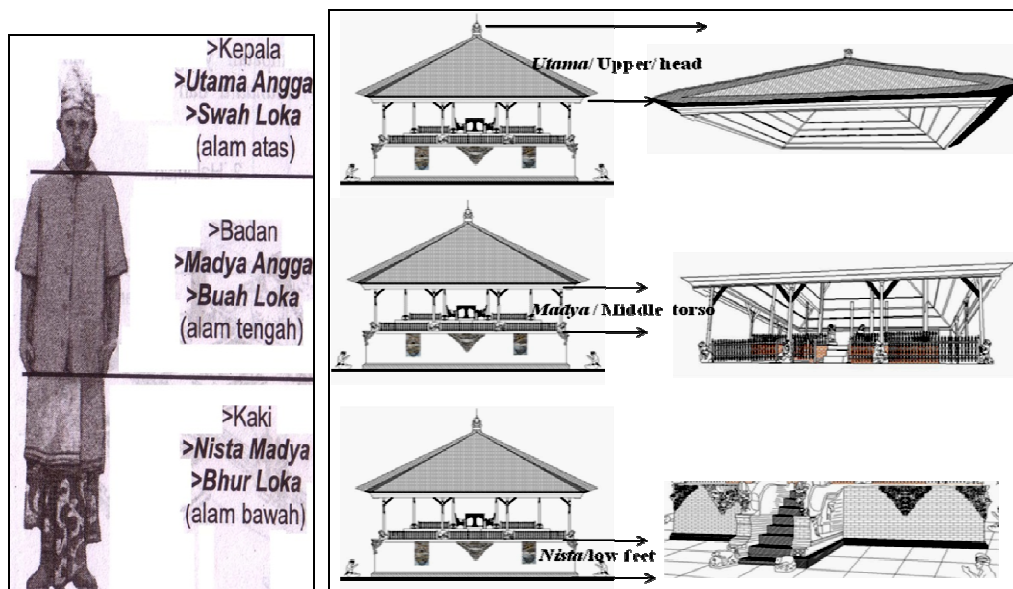 >Kepala
>Utama Angga
>Swah Loka
(alam atas)
>Badan
>Madya Angga
>Buah Loka
(alam tengah)
>Kaki
>Nista Madya
>Bhur Loka
(alam bawah)
Utama/ Upper/ head
Madya / Middle torso
Nista/low feet